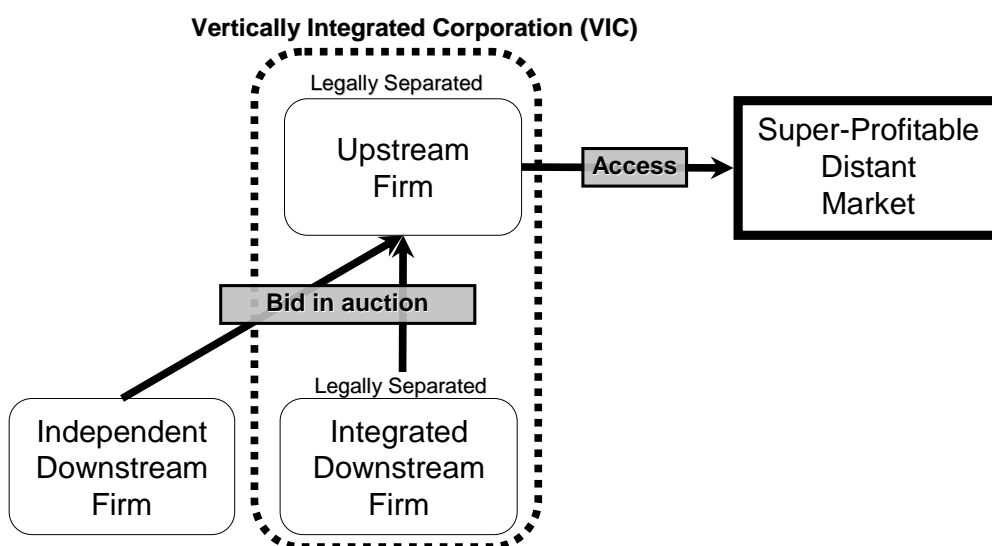 Vertically Integrated Corporation (VIC)
Legally Separated
Upstream
Firm
Access
Super-Profitable
Distant
Market
Bid in auction
Legally Separated
Independent
Downstream
Firm
Integrated
Downstream
Firm